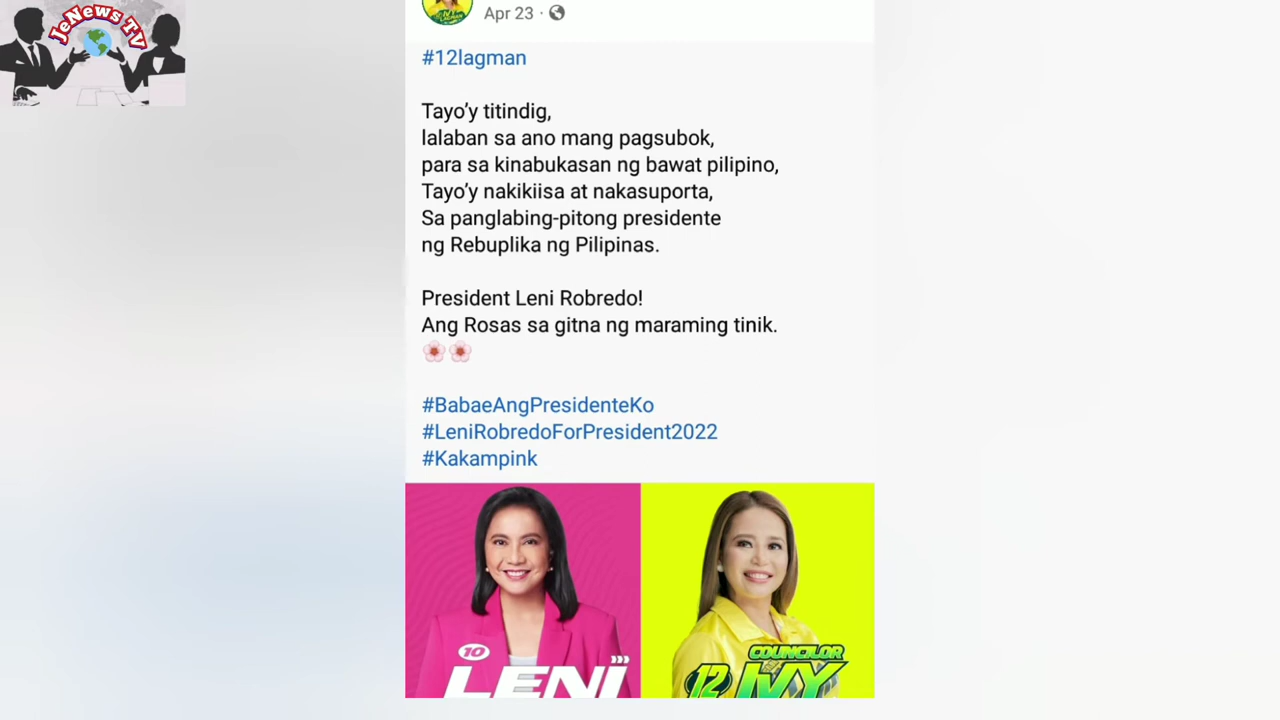 JeNews TV
Apr 23 ·
#12lagman
Tayo’y titindig,
lalaban sa ano mang pagsubok,
para sa kinabukasan ng bawat pilipino,
Tayo’y nakikiisa at nakasuporta,
Sa panglabing-pitong presidente
ng Rebuplika ng Pilipinas.
President Leni Robredo!
Ang Rosas sa gitna ng maraming tinik.
#BabaeAngPresidenteKo
#LeniRobredoForPresident2022
#Kakampink
10
LENI
COUNCILOR
12 IVY